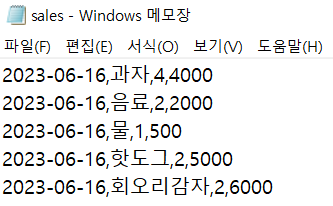 sales - Windows 메모장
파일(F) 편집(E) 서식(O) 보기(V) 도움말(H)
2023-06-16,과자,4,4000
2023-06-16,음료,2,2000
2023-06-16,물,1,500
2023-06-16,핫도그,2,5000
2023-06-16,회오리감자,2,6000